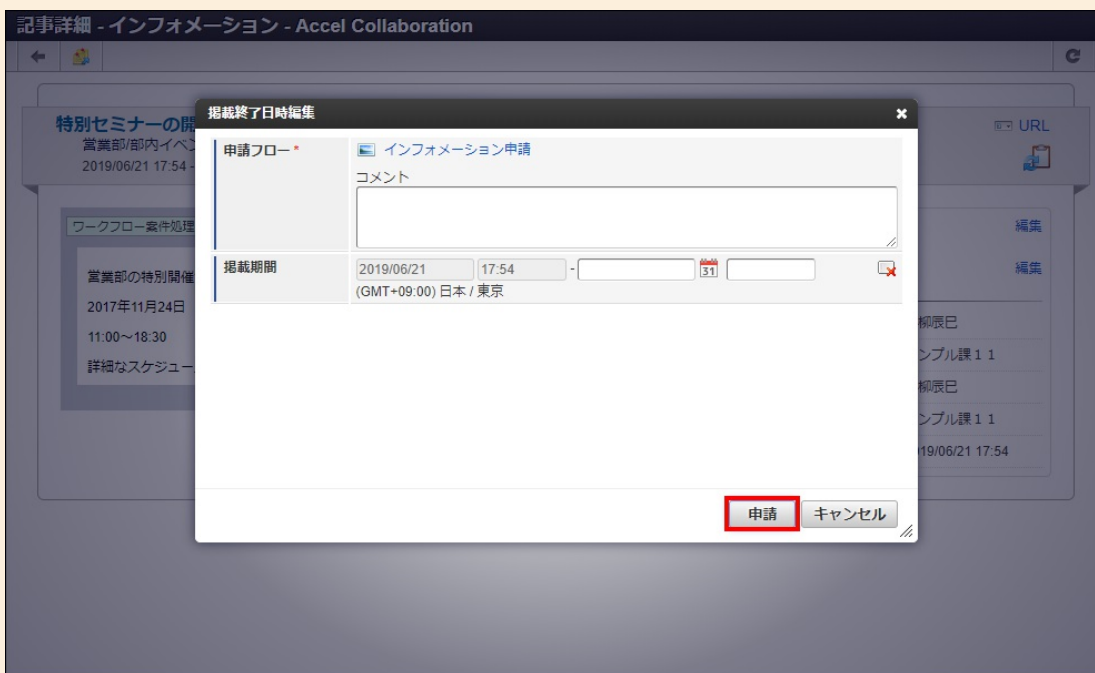 記事詳細 - インフォメーション - Accel Collaboration
掲載終了日時編集
特別セミナーの開
URL
営業部/部内イベン
2019/06/21 17:54 -
申請フロー *
インフォメーション申請
コメント
ワークフロー案件処理
編集
掲載期間
2019/06/21 17:54 - 31
(GMT+09:00) 日本 / 東京
編集
営業部の特別開催
2017年11月24日
11:00～18:30
詳細なスケジュー
柳辰巳
ンプル課11
柳辰巳
ンプル課11
19/06/21 17:54
申請 キャンセル